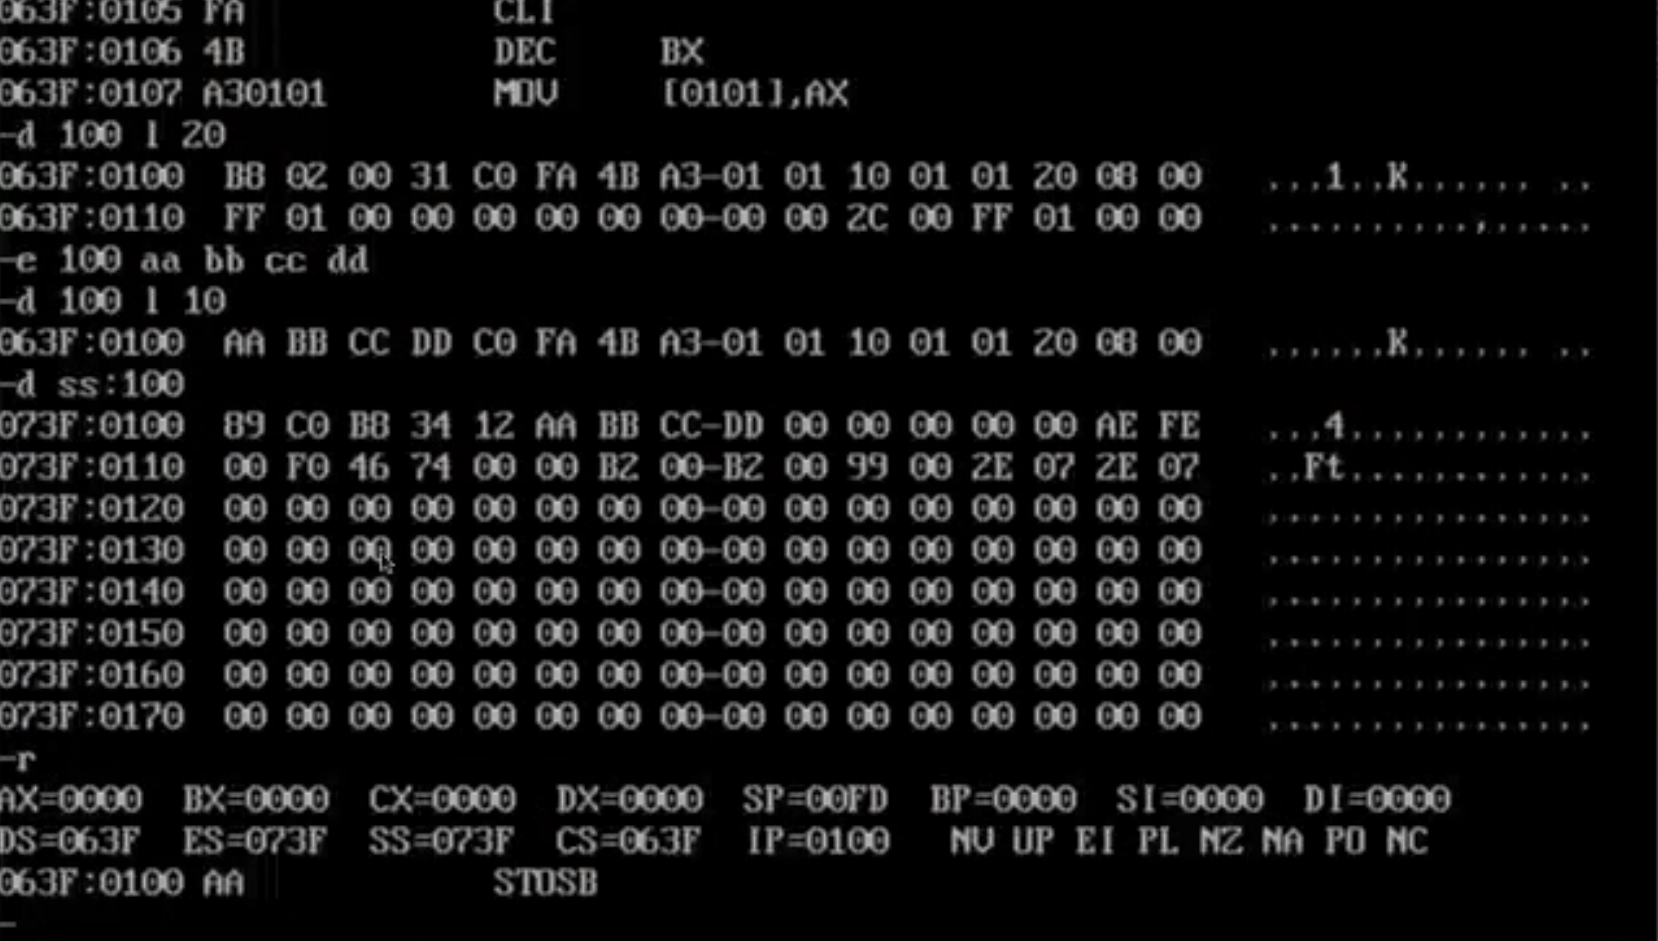 063F:0105 FA CLI
063F:0106 4B DEC BX
063F:0107 A30101 MOV [0101],AX
-d 100 l 20
063F:0100 B8 02 00 31 C0 FA 4B A3-01 01 10 01 01 20 08 00 ...1..K...... ..
063F:0110 FF 01 00 00 00 00 00 00-00 00 2C 00 FF 01 00 00 ..........,.....
-e 100 aa bb cc dd
-d 100 l 10
063F:0100 AA BB CC DD C0 FA 4B A3-01 01 10 01 01 20 08 00 ......K...... ..
-d ss:100
073F:0100 89 C0 B8 34 12 AA BB CC-DD 00 00 00 00 00 AE FE ...4............
073F:0110 00 F0 46 74 00 00 B2 00-B2 00 99 00 2E 07 2E 07 ..Ft............
073F:0120 00 00 00 00 00 00 00 00-00 00 00 00 00 00 00 00 ................
073F:0130 00 00 00 00 00 00 00 00-00 00 00 00 00 00 00 00 ................
073F:0140 00 00 00 00 00 00 00 00-00 00 00 00 00 00 00 00 ................
073F:0150 00 00 00 00 00 00 00 00-00 00 00 00 00 00 00 00 ................
073F:0160 00 00 00 00 00 00 00 00-00 00 00 00 00 00 00 00 ................
073F:0170 00 00 00 00 00 00 00 00-00 00 00 00 00 00 00 00 ................
-r
AX=0000 BX=0000 CX=0000 DX=0000 SP=00FD BP=0000 SI=0000 DI=0000
DS=063F ES=073F SS=073F CS=063F IP=0100 NV UP EI PL NZ NA PO NC
063F:0100 AA STOSB
-